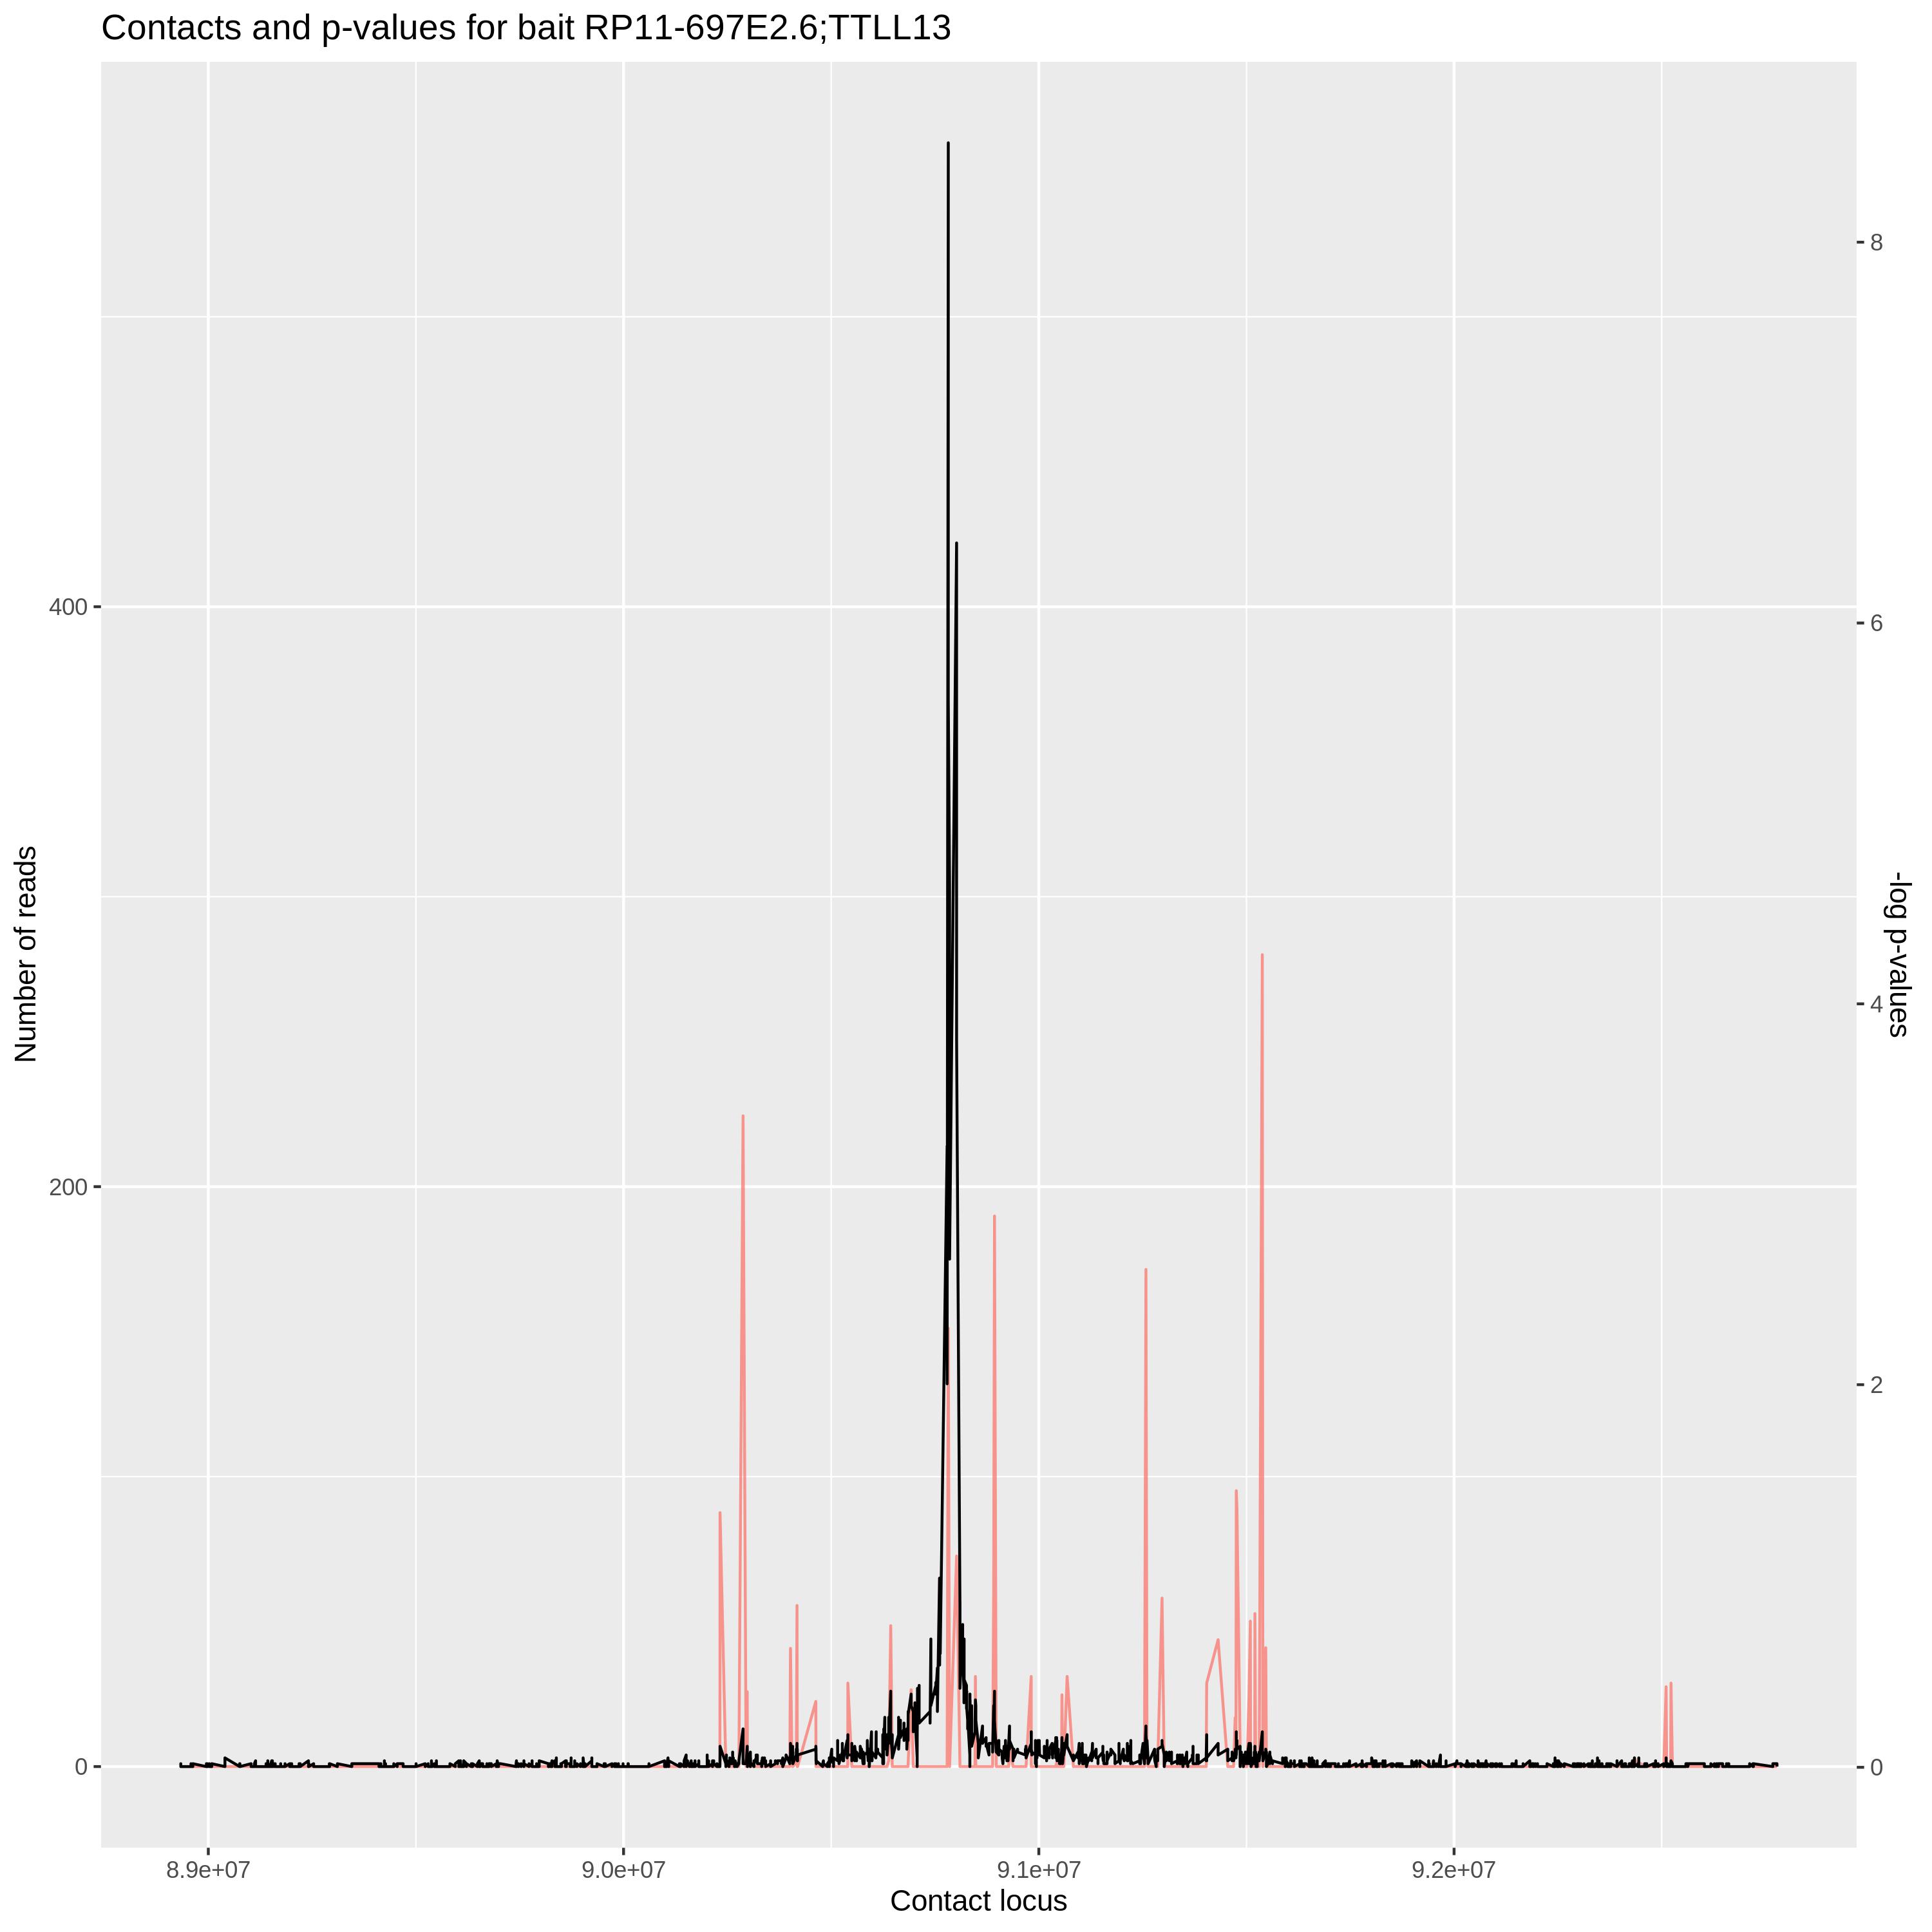 Contacts and p-values for bait RP11-697E2.6;TTLL13
Number of reads
400
200
0
8
6
4
2
0
-log p-values
8.9e+07
9.0e+07
9.1e+07
9.2e+07
Contact locus